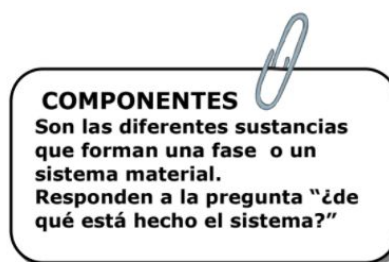 COMPONENTES
Son las diferentes sustancias
que forman una fase o un
sistema material.
Responden a la pregunta “¿de
qué está hecho el sistema?”